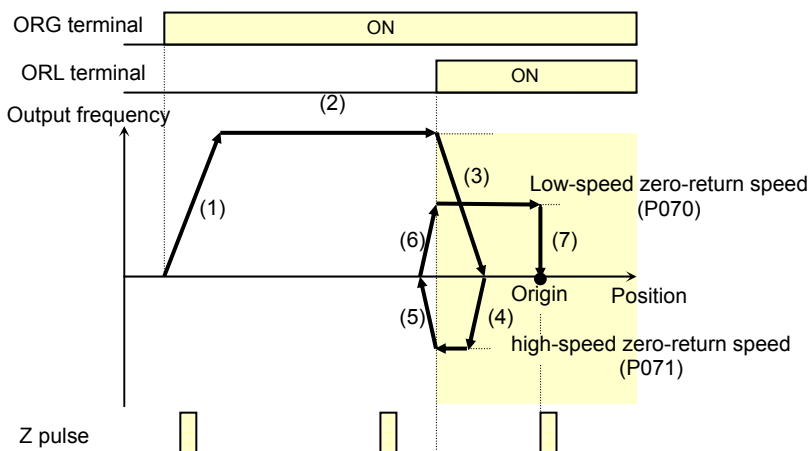 ORG terminal
ON
ORL terminal
ON
(2)
Output frequency
(3)
Low-speed zero-return speed
(P070)
(1)
(6)
(7)
Origin
Position
(5)
(4)
high-speed zero-return speed
(P071)
Z pulse